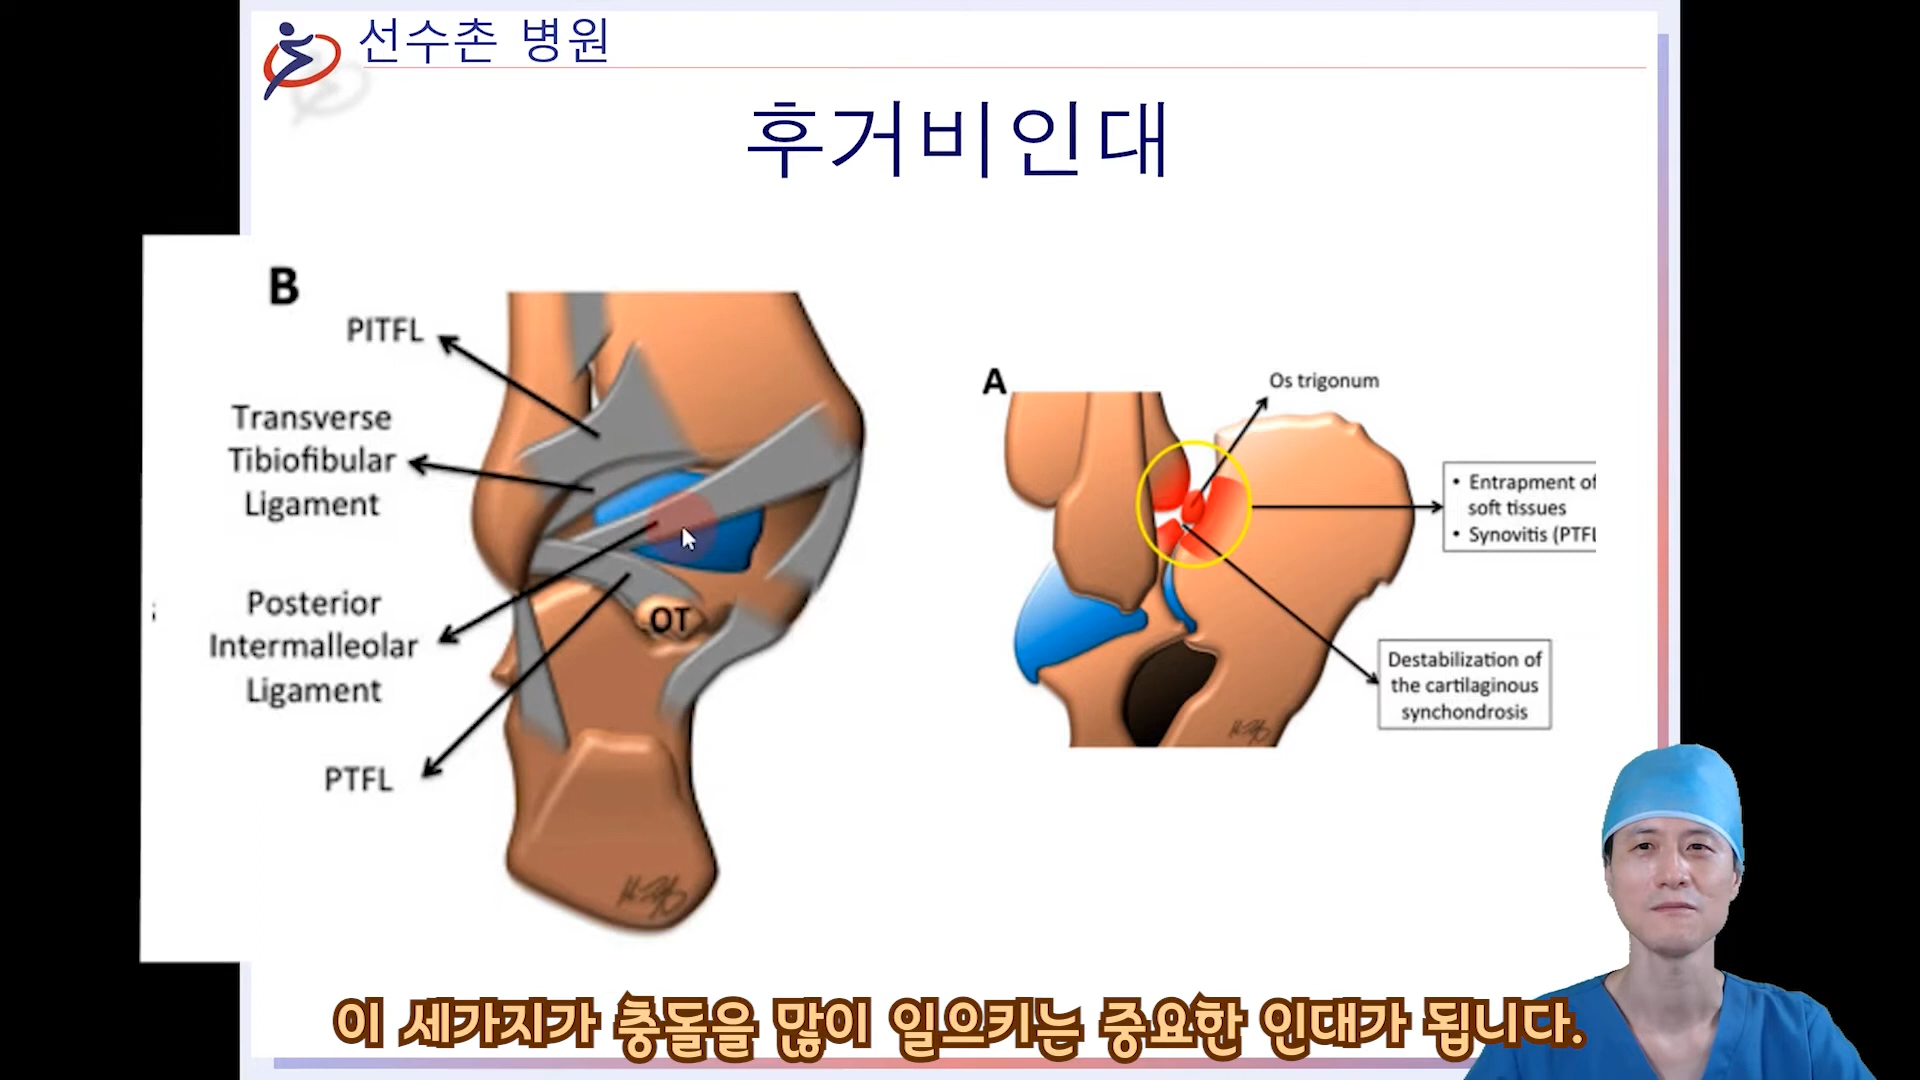 선수촌 병원
후거비인대
B
PITFL
Transverse
Tibiofibular
Ligament
Posterior
Intermalleolar
Ligament
PTFL
OT
A
Os trigonum
• Entrapment of
soft tissues
• Synovitis (PTFL
Destabilization of
the cartilaginous
synchondrosis
이 세가지가 충돌을 많이 일으키는 중요한 인대가 됩니다.